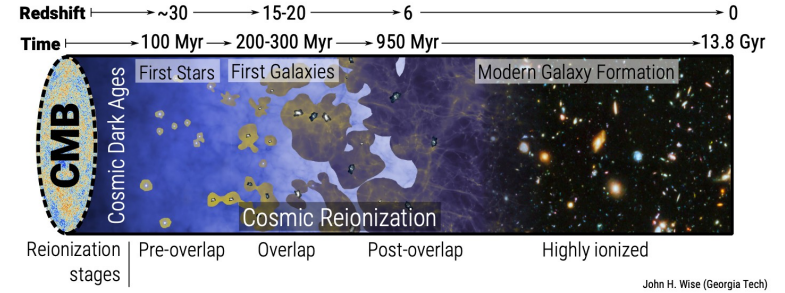 Redshift ~30 15-20 6 0
Time 100 Myr 200-300 Myr 950 Myr 13.8 Gyr
CMB
Cosmic Dark Ages
First Stars
First Galaxies
Modern Galaxy Formation
Cosmic Reionization
Reionization stages
Pre-overlap
Overlap
Post-overlap
Highly ionized
John H. Wise (Georgia Tech)